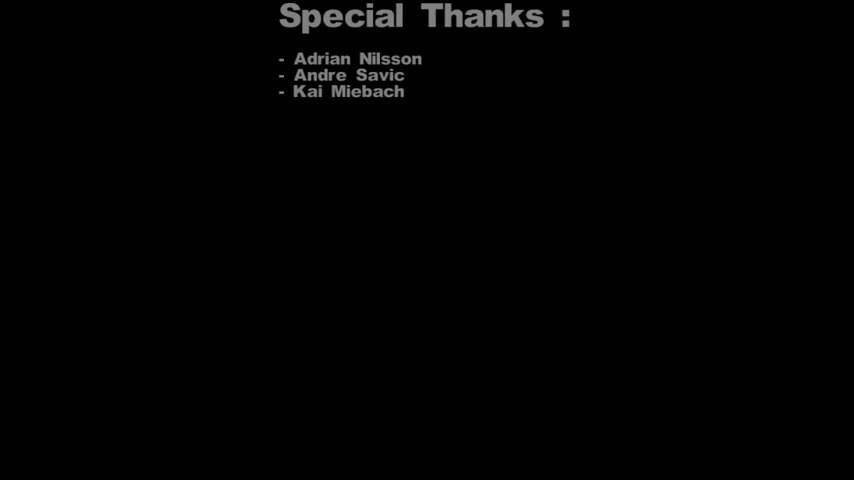 Special Thanks :
- Adrian Nilsson
- Andre Savic
- Kai Miebach